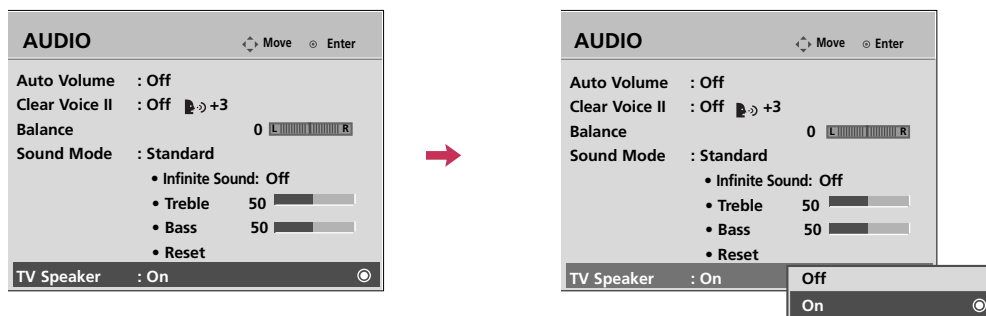 AUDIO Move Enter
Auto Volume : Off
Clear Voice II : Off +3
Balance 0 L R
Sound Mode : Standard
• Infinite Sound: Off
• Treble 50
• Bass 50
• Reset
TV Speaker : On
AUDIO Move Enter
Auto Volume : Off
Clear Voice II : Off +3
Balance 0 L R
Sound Mode : Standard
• Infinite Sound: Off
• Treble 50
• Bass 50
• Reset
TV Speaker : On
Off
On